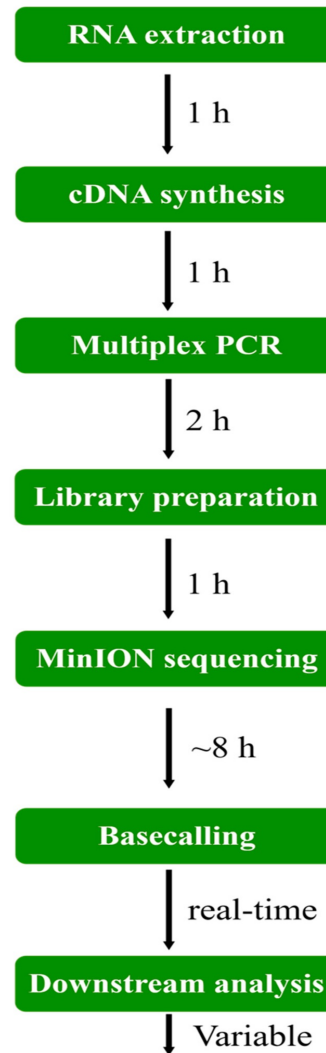 RNA extraction
1 h
cDNA synthesis
1 h
Multiplex PCR
2 h
Library preparation
1 h
MinION sequencing
~8 h
Basecalling
real-time
Downstream analysis
Variable